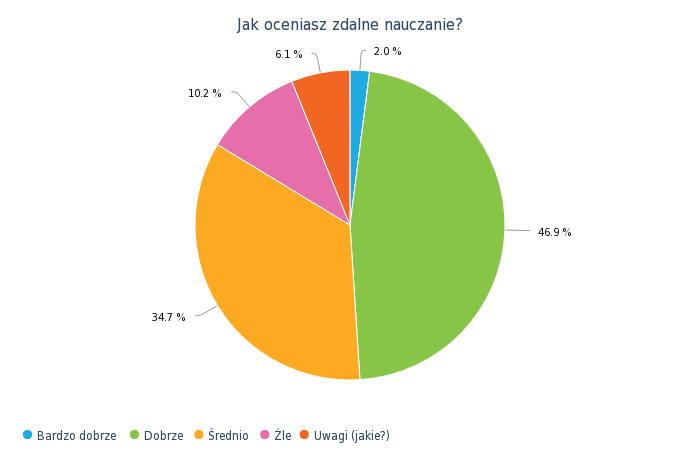 Jak oceniasz zdalne nauczanie?
6.1 %
2.0 %
10.2 %
46.9 %
34.7 %
Bardzo dobrze
Dobrze
Średnio
Źle
Uwagi (jakie?)